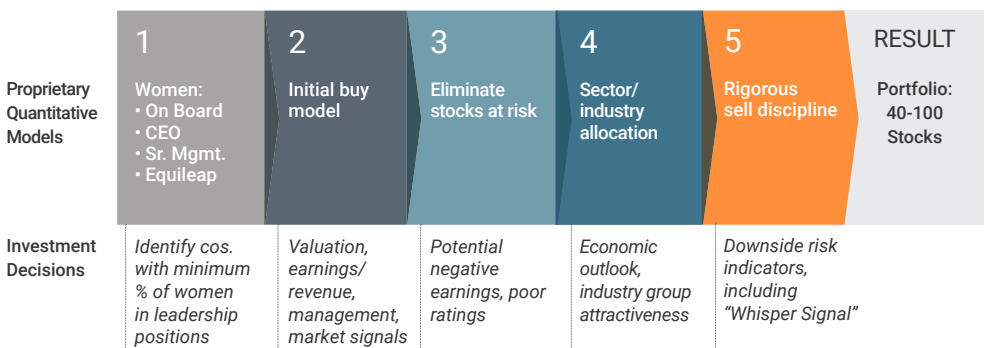 Proprietary
Quantitative
Models
1
Women:
• On Board
• CEO
• Sr. Mgmt.
• Equileap
2
Initial buy
model
3
Eliminate
stocks at risk
4
Sector/
industry
allocation
5
Rigorous
sell discipline
RESULT
Portfolio:
40-100
Stocks
Investment
Decisions
Identify cos.
with minimum
% of women
in leadership
positions
Valuation,
earnings/
revenue,
management,
market signals
Potential
negative
earnings, poor
ratings
Economic
outlook,
industry group
attractiveness
Downside risk
indicators,
including
“Whisper Signal”